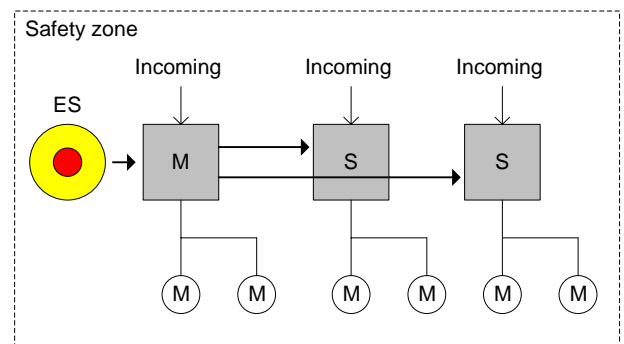 Safety zone
Incoming Incoming Incoming
ES
M S S
M M M M M M